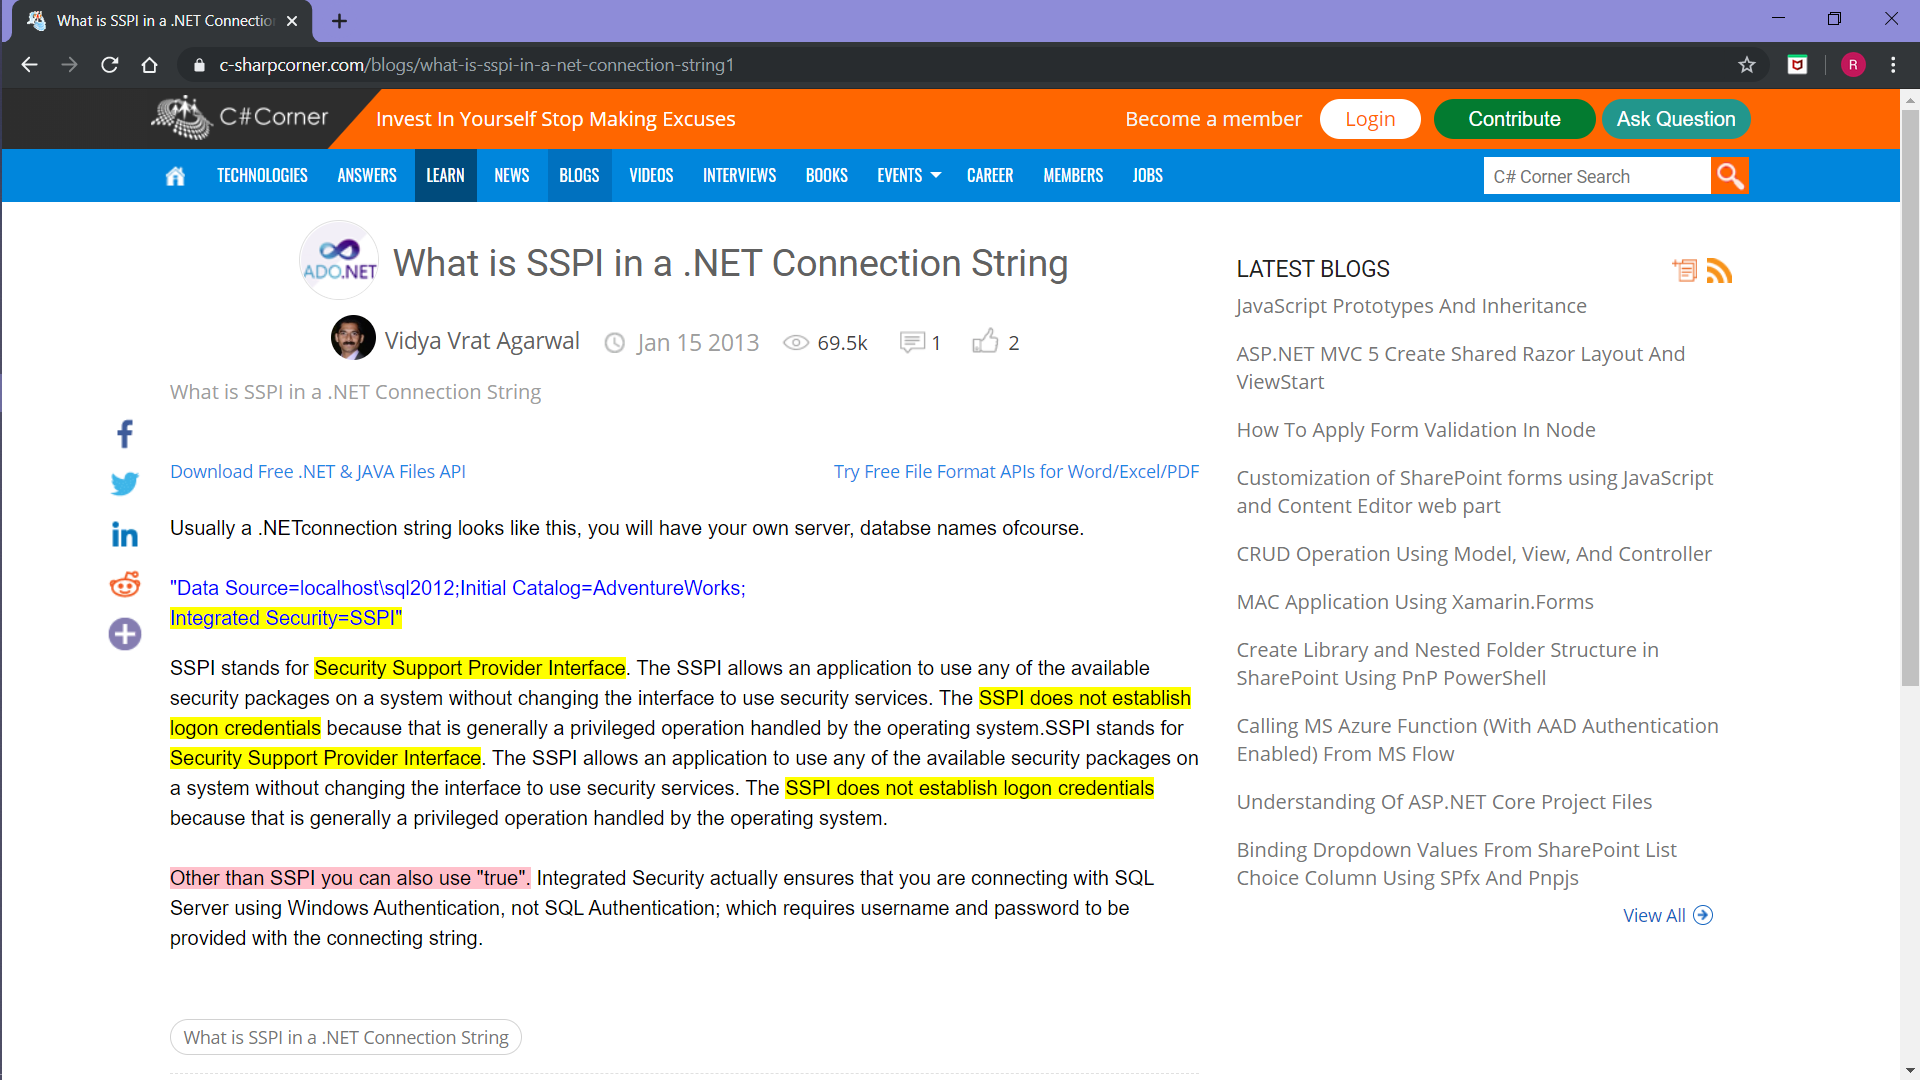 What is SSPI in a .NET Connectio
c-sharpcorner.com/blogs/what-is-sspi-in-a-net-connection-string1
R
C#Corner
Invest In Yourself Stop Making Excuses
Become a member
Login
Contribute
Ask Question
TECHNOLOGIES
ANSWERS
LEARN
NEWS
BLOGS
VIDEOS
INTERVIEWS
BOOKS
EVENTS
CAREER
MEMBERS
JOBS
C# Corner Search
ADO.NET
What is SSPI in a .NET Connection String
Vidya Vrat Agarwal
Jan 15 2013
69.5k
1
2
What is SSPI in a .NET Connection String
Download Free .NET & JAVA Files API
Try Free File Format APIs for Word/Excel/PDF
Usually a .NETconnection string looks like this, you will have your own server, databse names ofcourse.
"Data Source=localhost\sql2012;Initial Catalog=AdventureWorks;
Integrated Security=SSPI"
SSPI stands for Security Support Provider Interface. The SSPI allows an application to use any of the available
security packages on a system without changing the interface to use security services. The SSPI does not establish
logon credentials because that is generally a privileged operation handled by the operating system.SSPI stands for
Security Support Provider Interface. The SSPI allows an application to use any of the available security packages on
a system without changing the interface to use security services. The SSPI does not establish logon credentials
because that is generally a privileged operation handled by the operating system.
Other than SSPI you can also use "true". Integrated Security actually ensures that you are connecting with SQL
Server using Windows Authentication, not SQL Authentication; which requires username and password to be
provided with the connecting string.
What is SSPI in a .NET Connection String
LATEST BLOGS
JavaScript Prototypes And Inheritance
ASP.NET MVC 5 Create Shared Razor Layout And
ViewStart
How To Apply Form Validation In Node
Customization of SharePoint forms using JavaScript
and Content Editor web part
CRUD Operation Using Model, View, And Controller
MAC Application Using Xamarin.Forms
Create Library and Nested Folder Structure in
SharePoint Using PnP PowerShell
Calling MS Azure Function (With AAD Authentication
Enabled) From MS Flow
Understanding Of ASP.NET Core Project Files
Binding Dropdown Values From SharePoint List
Choice Column Using SPfx And Pnpjs
View All